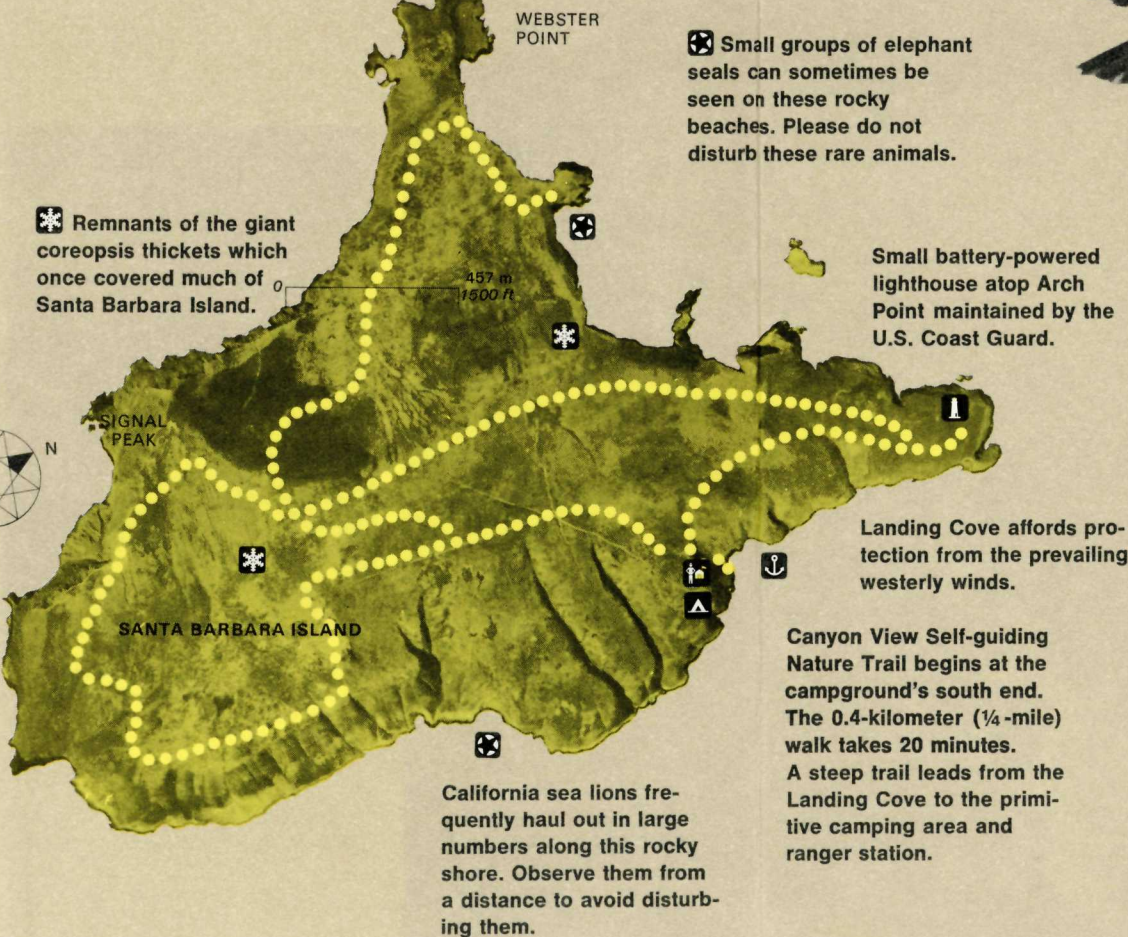 WEBSTER
POINT
Small groups of elephant
seals can sometimes be
seen on these rocky
beaches. Please do not
disturb these rare animals.
Remnants of the giant
coreopsis thickets which
once covered much of
Santa Barbara Island.
0
457 m
1500 ft
Small battery-powered
lighthouse atop Arch
Point maintained by the
U.S. Coast Guard.
SIGNAL
PEAK
N
Landing Cove affords pro-
tection from the prevailing
westerly winds.
SANTA BARBARA ISLAND
Canyon View Self-guiding
Nature Trail begins at the
campground's south end.
The 0.4-kilometer (¼-mile)
walk takes 20 minutes.
A steep trail leads from the
Landing Cove to the primi-
tive camping area and
ranger station.
California sea lions fre-
quently haul out in large
numbers along this rocky
shore. Observe them from
a distance to avoid disturb-
ing them.